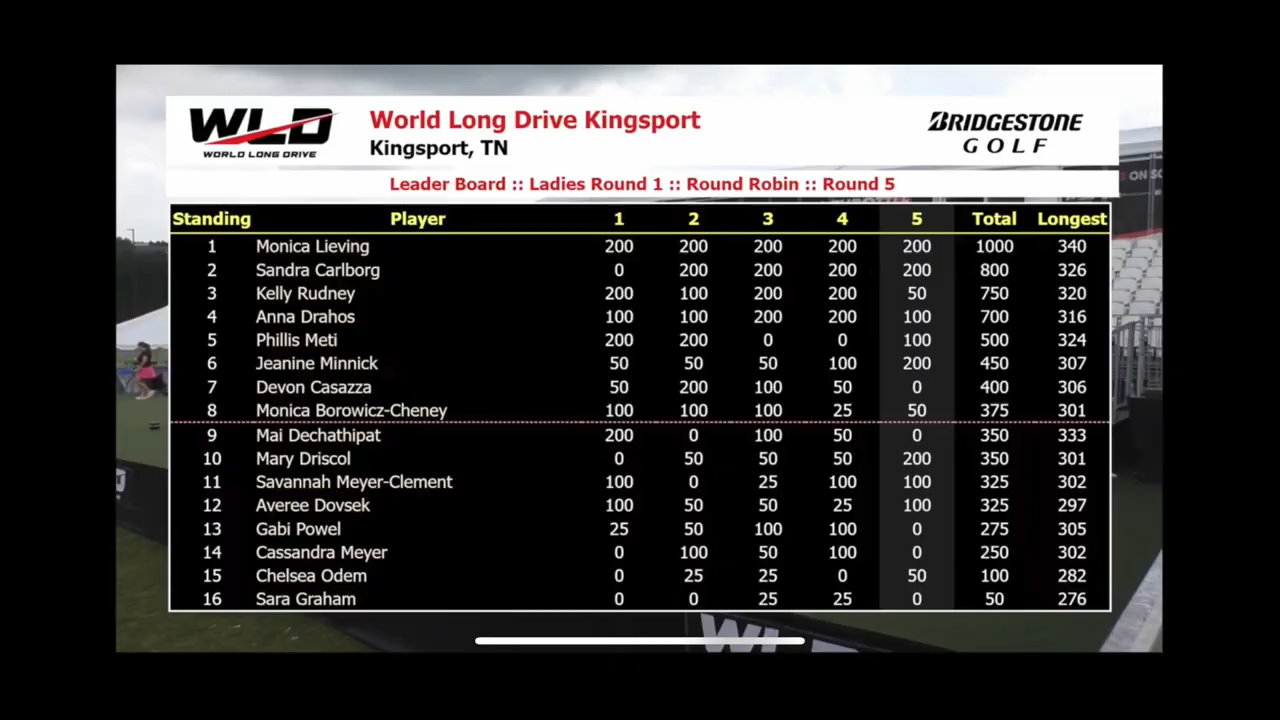 WLD
WORLD LONG DRIVE
World Long Drive Kingsport
Kingsport, TN
BRIDGESTONE
GOLF
Leader Board :: Ladies Round 1 :: Round Robin :: Round 5
Standing Player 1 2 3 4 5 Total Longest
1 Monica Lieving 200 200 200 200 200 1000 340
2 Sandra Carlborg 0 200 200 200 200 800 326
3 Kelly Rudney 200 100 200 200 50 750 320
4 Anna Drahos 100 100 200 200 100 700 316
5 Phillis Meti 200 200 0 0 100 500 324
6 Jeanine Minnick 50 50 50 100 200 450 307
7 Devon Casazza 50 200 100 50 0 400 306
8 Monica Borowicz-Cheney 100 100 100 25 50 375 301
9 Mai Dechathipat 200 0 100 50 0 350 333
10 Mary Driscol 0 50 50 50 200 350 301
11 Savannah Meyer-Clement 100 0 25 100 100 325 302
12 Averee Dovsek 100 50 50 25 100 325 297
13 Gabi Powel 25 50 100 100 0 275 305
14 Cassandra Meyer 0 100 50 100 0 250 302
15 Chelsea Odem 0 25 25 0 50 100 282
16 Sara Graham 0 0 25 25 0 50 276